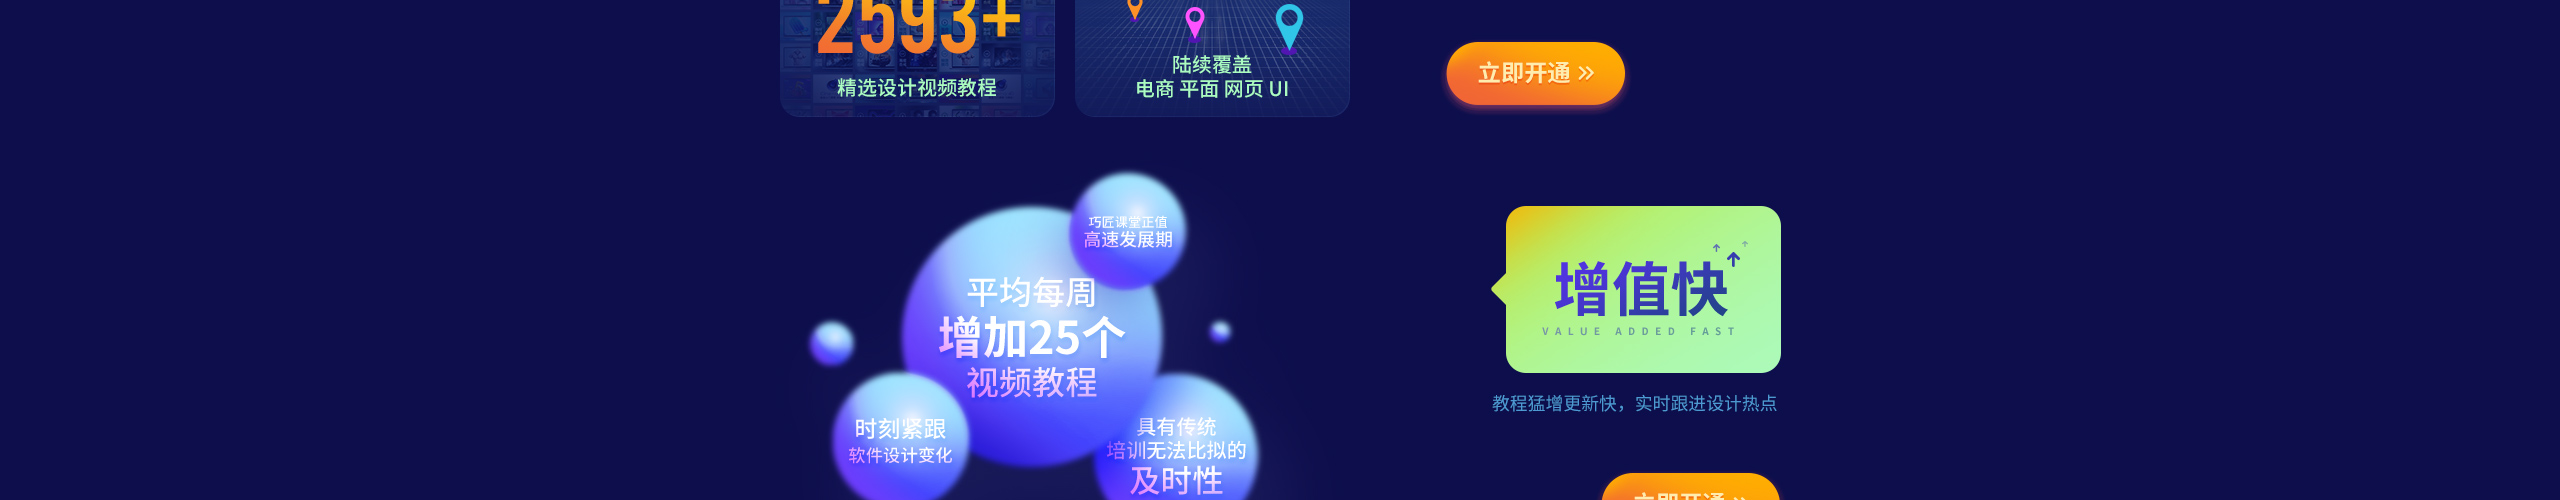 2593+
精选设计视频教程
陆续覆盖
电商 平面 网页 UI
立即开通
巧匠课堂正值
高速发展期
平均每周
增加25个
视频教程
时刻紧跟
软件设计变化
具有传统
培训无法比拟的
及时性
增值快
VALUE ADDED FAST
教程猛增更新快，实时跟进设计热点
立即开通